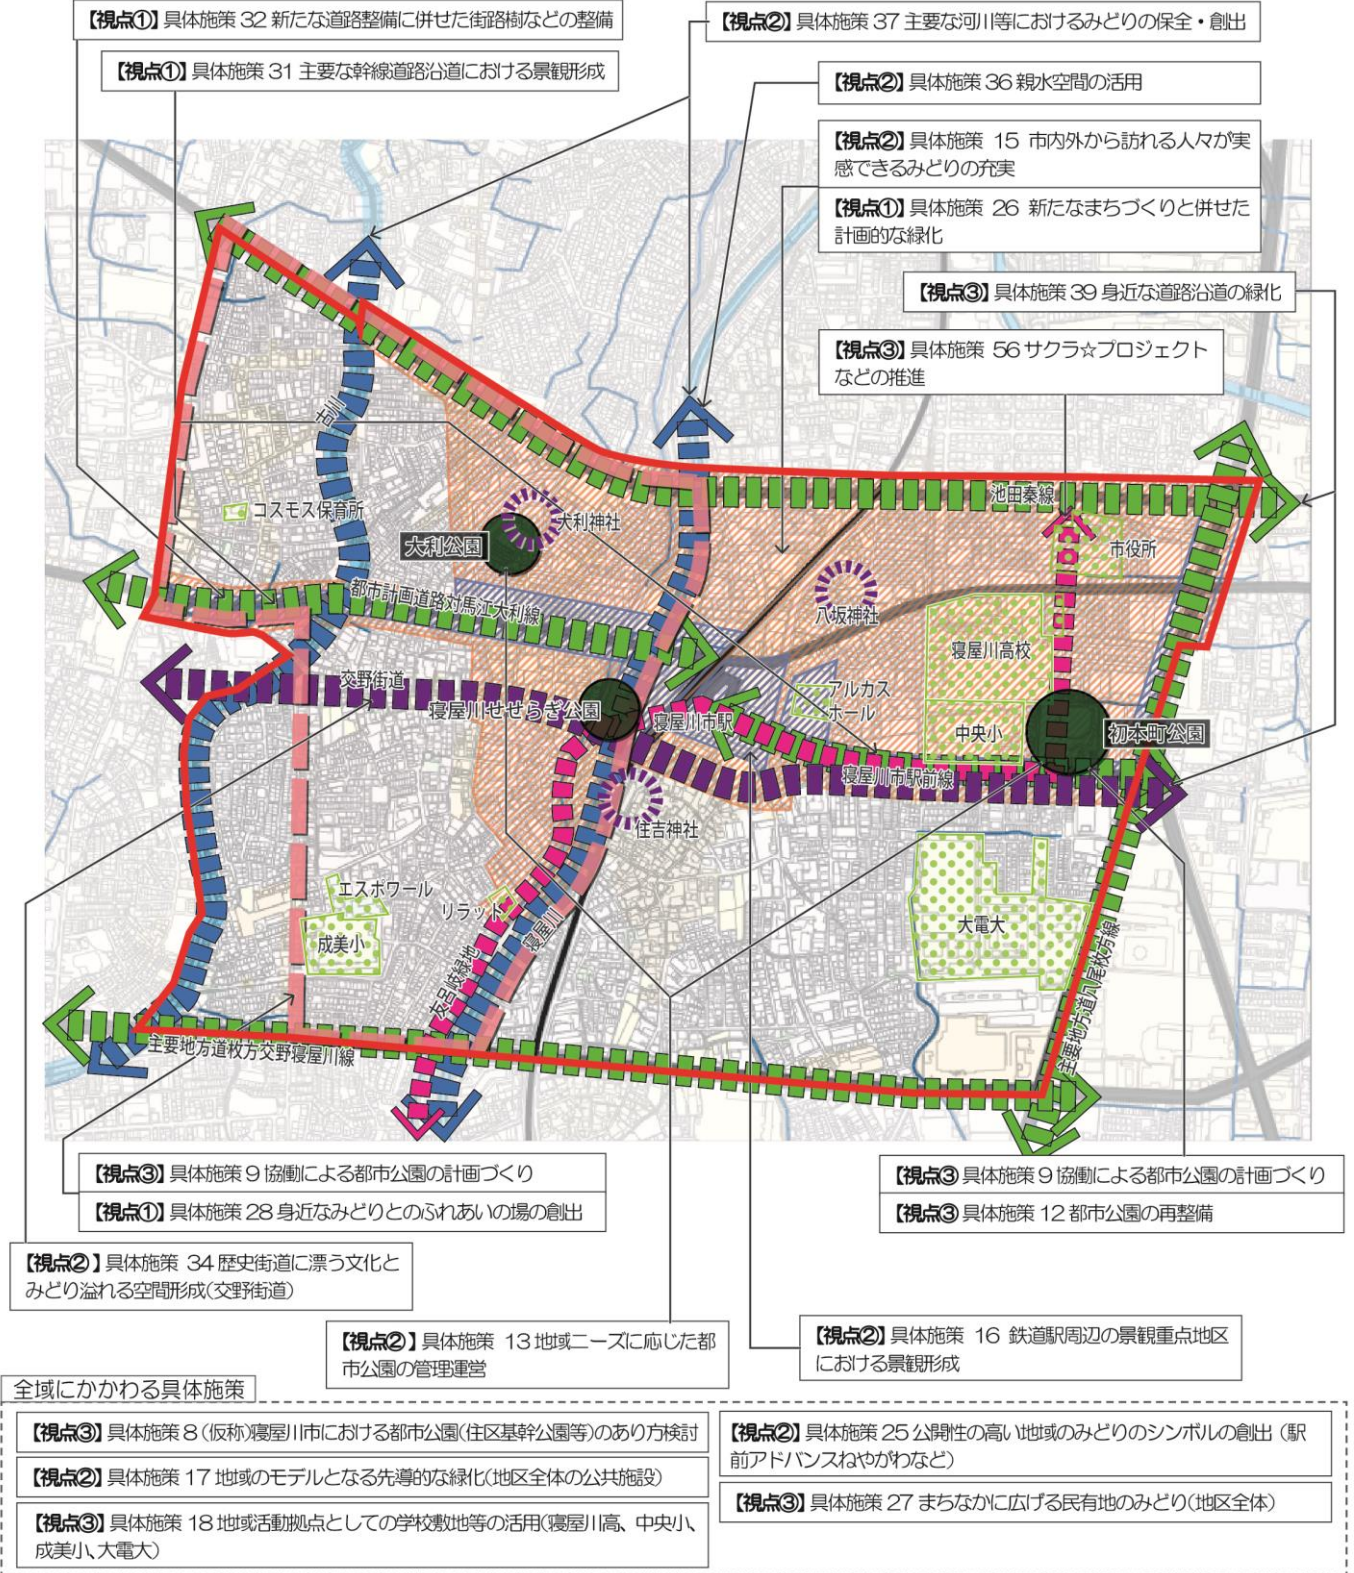 【視点①】具体施策 32 新たな道路整備に併せた街路樹などの整備
【視点②】具体施策 37 主要な河川等におけるみどりの保全・創出
【視点①】具体施策 31 主要な幹線道路沿道における景観形成
【視点②】具体施策 36 親水空間の活用
【視点②】具体施策 15 市内外から訪れる人々が実
感できるみどりの充実
【視点①】具体施策 26 新たなまちづくりと併せた
計画的な緑化
【視点③】具体施策 39 身近な道路沿道の緑化
【視点③】具体施策 56 サクラ☆プロジェクト
などの推進
古川
池田秦線
コスモス保育所
大利神社
大利公園
市役所
都市計画道路対馬江大利線
八坂神社
寝屋川高校
交野街道
寝屋川せせらぎ公園
寝屋川市駅
アルカス
ホール
中央小
初本町公園
寝屋川市駅前線
住吉神社
エスポワール
リラット
成美小
寝屋川
友呂岐緑地
大電大
主要地方道八尾枚方線
主要地方道枚方交野寝屋川線
【視点③】具体施策 9 協働による都市公園の計画づくり
【視点①】具体施策 28 身近なみどりとのふれあいの場の創出
【視点③ 具体施策 9 協働による都市公園の計画づくり
【視点③ 具体施策 12 都市公園の再整備
【視点②】具体施策 34 歴史街道に漂う文化と
みどり溢れる空間形成(交野街道)
【視点②】具体施策 13 地域ニーズに応じた都
市公園の管理運営
【視点②】具体施策 16 鉄道駅周辺の景観重点地区
における景観形成
全域にかかわる具体施策
【視点③】具体施策 8 (仮称)寝屋川市における都市公園(住区基幹公園等)のあり方検討
【視点②】具体施策 17 地域のモデルとなる先導的な緑化(地区全体の公共施設)
【視点③】具体施策 18 地域活動拠点としての学校敷地等の活用(寝屋川高、中央小、
成美小、大電大)
【視点②】具体施策 25 公開性の高い地域のみどりのシンボルの創出（駅
前アドバンスねやがわなど）
【視点③】具体施策 27 まちなかに広げる民有地のみどり(地区全体)